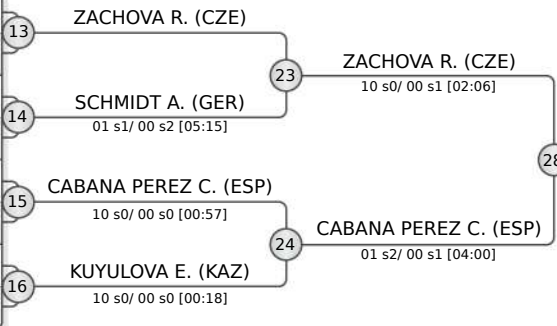 13
ZACHOVA R. (CZE)
23
ZACHOVA R. (CZE)
10 s0/ 00 s1 [02:06]
14
SCHMIDT A. (GER)
01 s1/ 00 s2 [05:15]
28
15
CABANA PEREZ C. (ESP)
10 s0/ 00 s0 [00:57]
24
CABANA PEREZ C. (ESP)
01 s2/ 00 s1 [04:00]
16
KUYULOVA E. (KAZ)
10 s0/ 00 s0 [00:18]